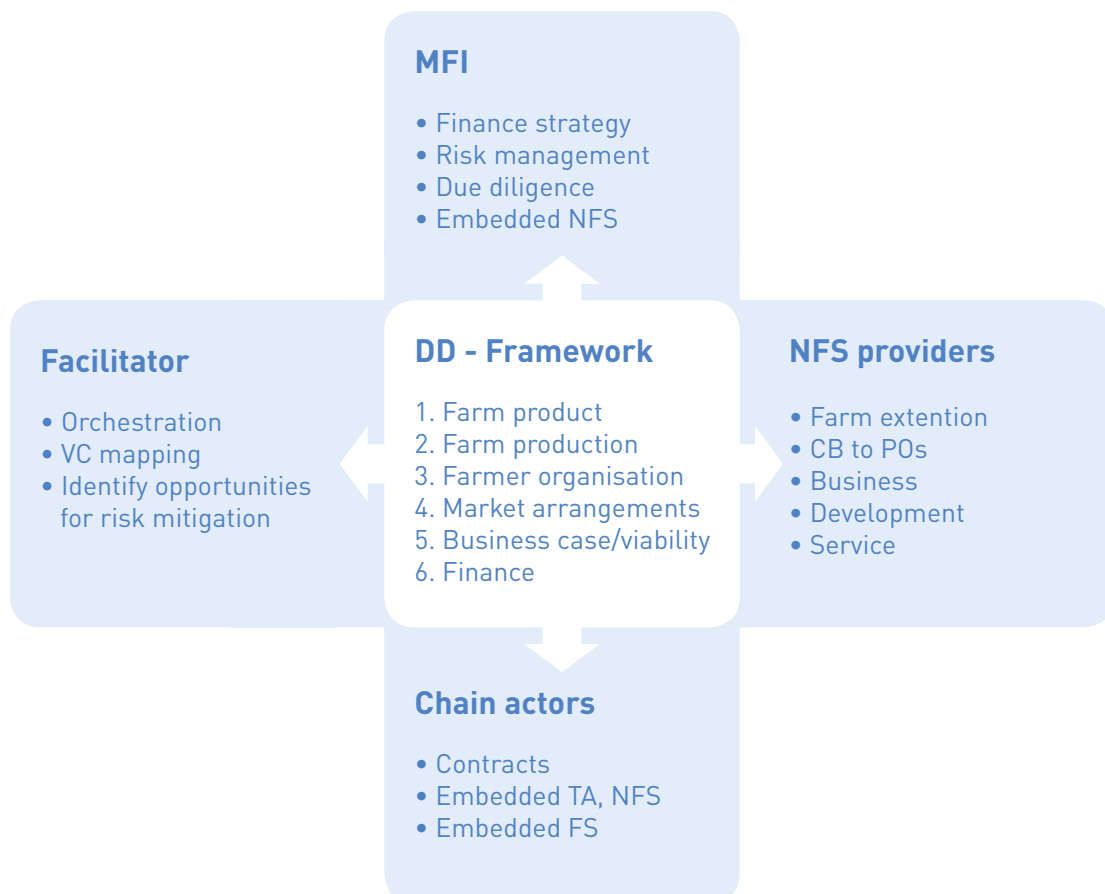 MFI
• Finance strategy
• Risk management
• Due diligence
• Embedded NFS
Facilitator
• Orchestration
• VC mapping
• Identify opportunities
for risk mitigation
DD - Framework
1. Farm product
2. Farm production
3. Farmer organisation
4. Market arrangements
5. Business case/viability
6. Finance
NFS providers
• Farm extention
• CB to POs
• Business
• Development
• Service
Chain actors
• Contracts
• Embedded TA, NFS
• Embedded FS